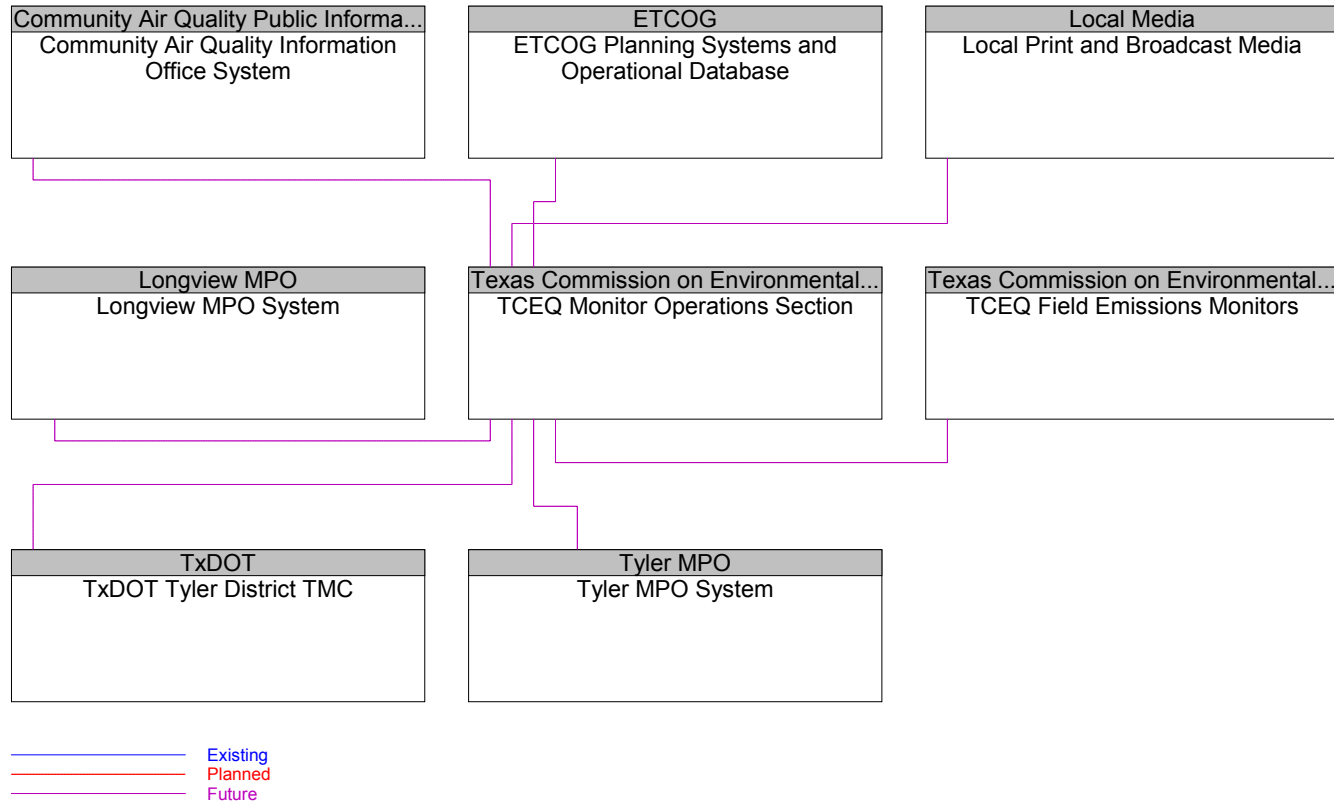 Community Air Quality Public Informa...
Community Air Quality Information
Office System
ETCOG
ETCOG Planning Systems and
Operational Database
Local Media
Local Print and Broadcast Media
Longview MPO
Longview MPO System
Texas Commission on Environmental...
TCEQ Monitor Operations Section
Texas Commission on Environmental...
TCEQ Field Emissions Monitors
TxDOT
TxDOT Tyler District TMC
Tyler MPO
Tyler MPO System
Existing
Planned
Future